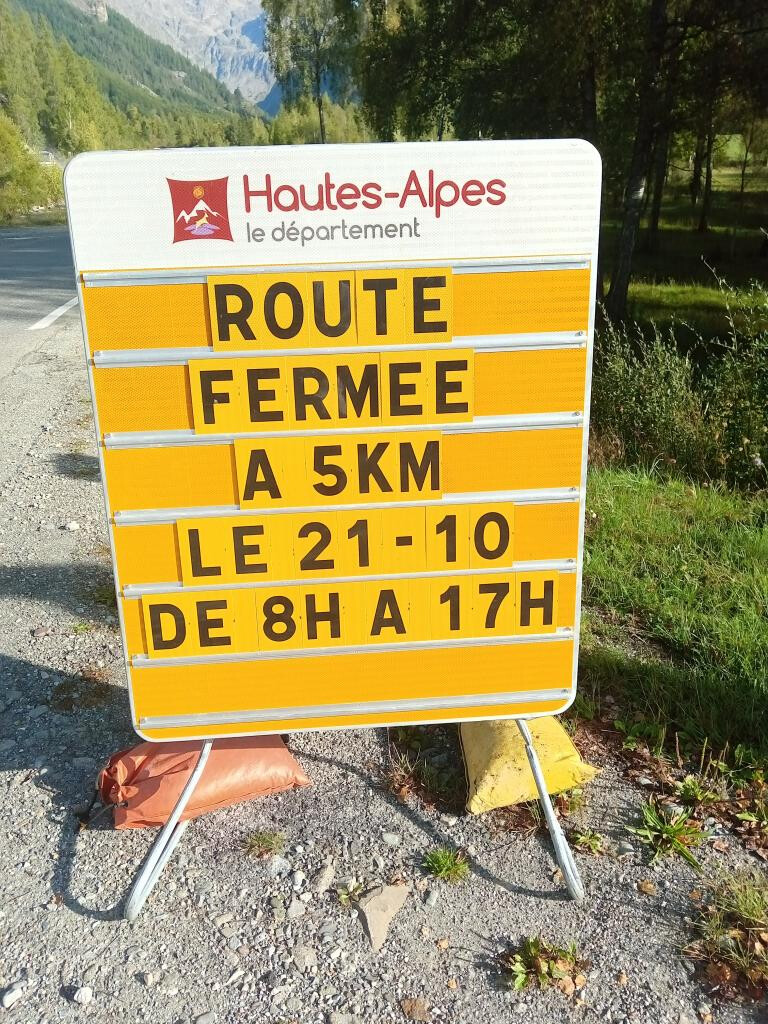 Hautes-Alpes
le département
ROUTE
FERMEE
A 5KM
LE 21-10
DE 8H A 17H